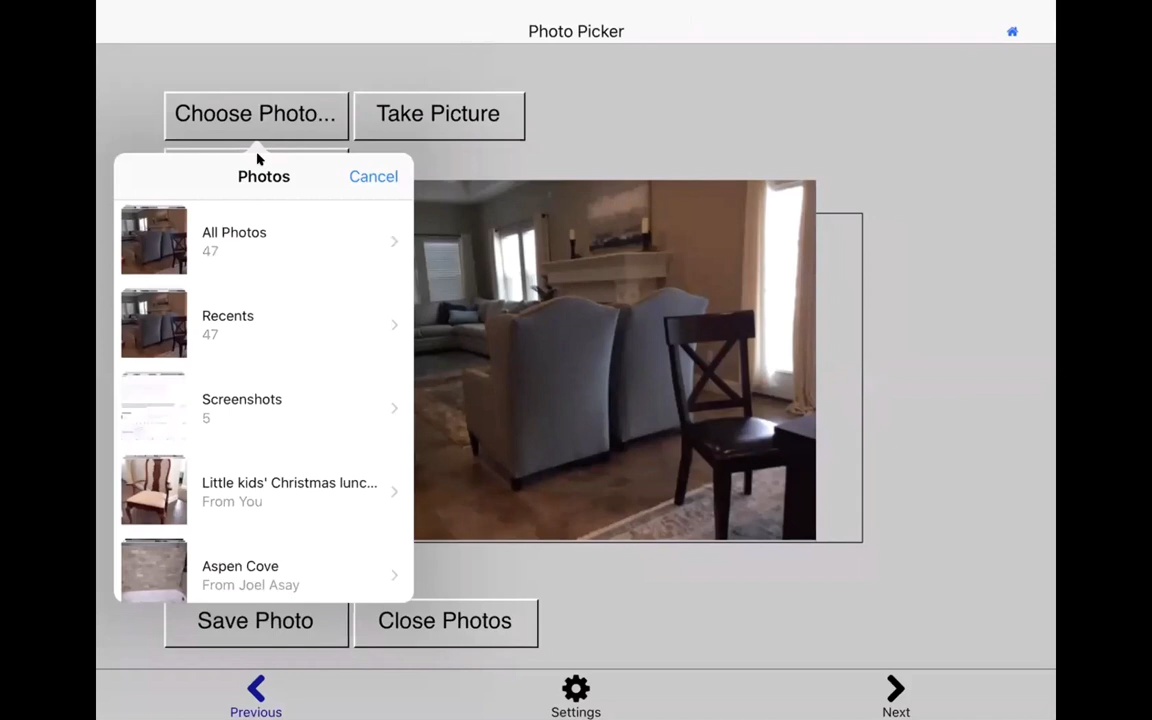 Photo Picker
Choose Photo...
Take Picture
Photos
Cancel
All Photos
47
Recents
47
Screenshots
5
Little kids' Christmas lunc...
From You
Aspen Cove
From Joel Asay
Save Photo
Close Photos
Previous
Settings
Next